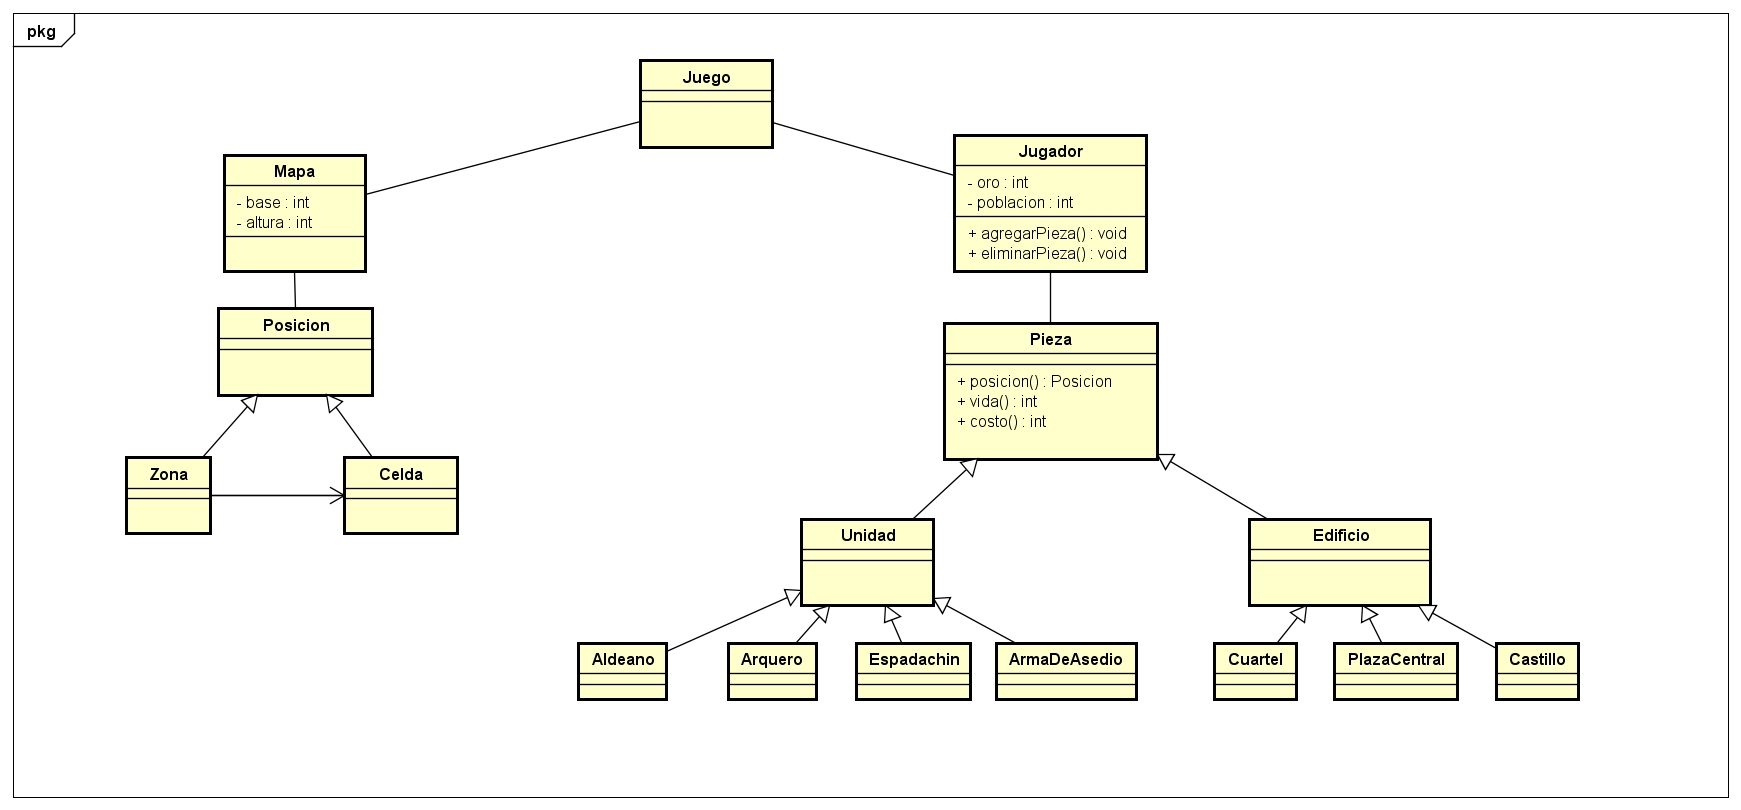 pkg
Juego
Mapa
- base : int
- altura : int
Jugador
- oro : int
- poblacion : int
+ agregarPieza() : void
+ eliminarPieza() : void
Posicion
Pieza
+ posicion() : Posicion
+ vida() : int
+ costo() : int
Zona
Celda
Unidad
Edificio
Aldeano
Arquero
Espadachin
ArmaDeAsedio
Cuartel
PlazaCentral
Castillo